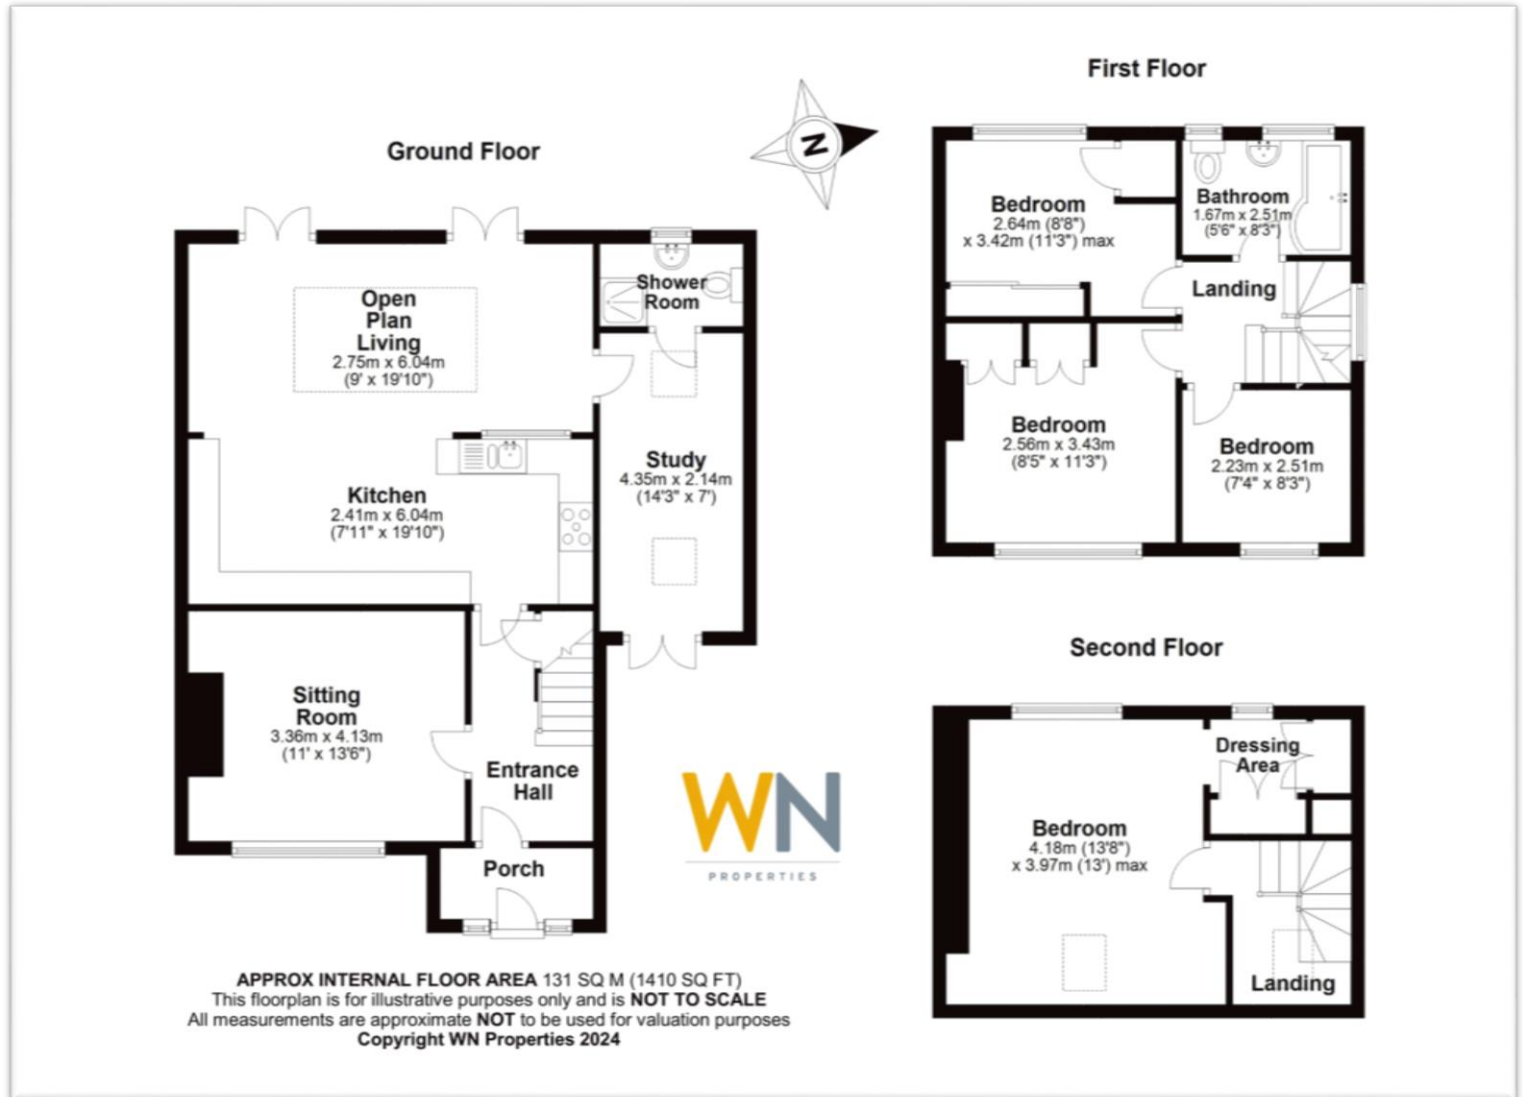 Ground Floor
N
Open
Plan
Living
2.75m x 6.04m
(9' x 19'10")
Shower
Room
Kitchen
2.41m x 6.04m
(7'11" x 19'10")
Study
4.35m x 2.14m
(14'3" x 7')
Sitting
Room
3.36m x 4.13m
(11' x 13'6")
Entrance
Hall
Porch
WN
PROPERTIES
First Floor
Bedroom
2.64m (8'8")
x 3.42m (11'3") max
Bathroom
1.67m x 2.51m
(5'6" x 8'3")
Landing
Bedroom
2.56m x 3.43m
(8'5" x 11'3")
Bedroom
2.23m x 2.51m
(7'4" x 8'3")
Second Floor
Dressing
Area
Bedroom
4.18m (13'8")
x 3.97m (13') max
Landing
APPROX INTERNAL FLOOR AREA 131 SQ M (1410 SQ FT)
This floorplan is for illustrative purposes only and is NOT TO SCALE
All measurements are approximate NOT to be used for valuation purposes
Copyright WN Properties 2024